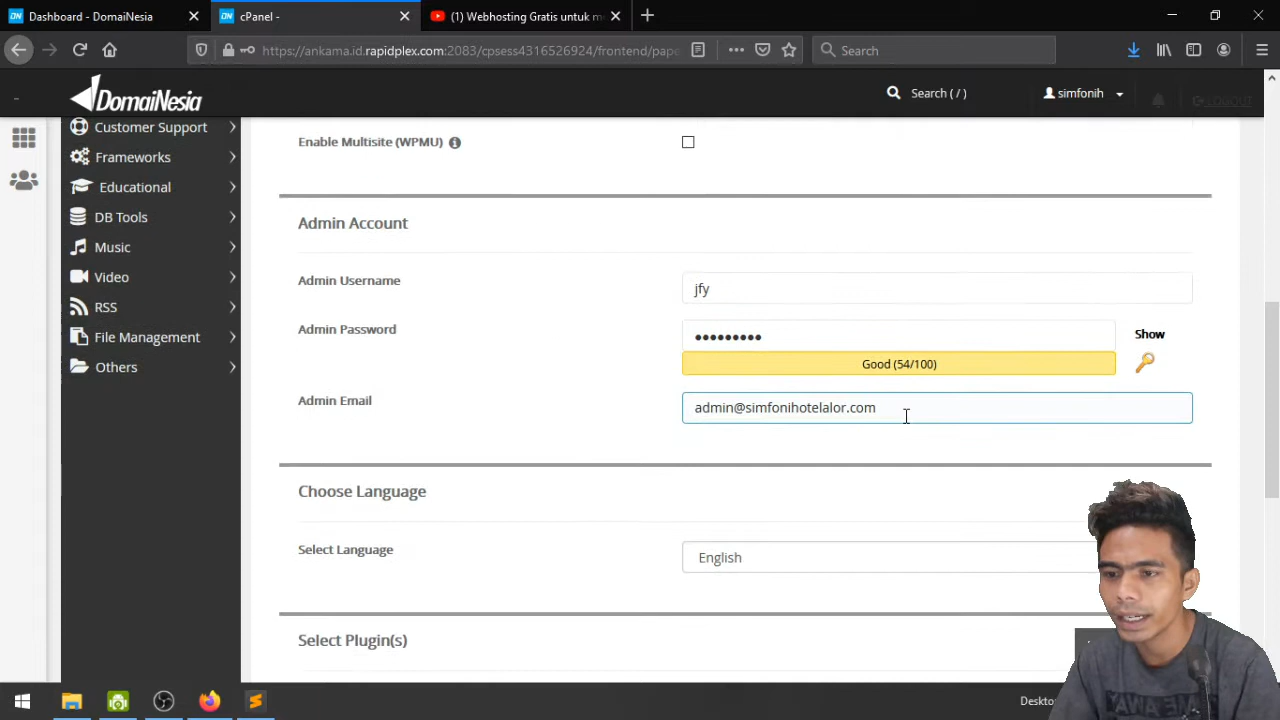 Dashboard - DomaiNesia
cPanel -
(1) Webhosting Gratis untuk m
https://ankama.id.rapidplex.com:2083/cpsess4316526924/frontend/pape
Search
DomaiNesia
Search ( / )
simfonih
LOGOUT
Customer Support
Frameworks
Educational
DB Tools
Music
Video
RSS
File Management
Others
Enable Multisite (WPMU)
Admin Account
Admin Username
jfy
Admin Password
•••••••••
Show
Good (54/100)
Admin Email
admin@simfonihotelalor.com
Choose Language
Select Language
English
Select Plugin(s)
Desktop